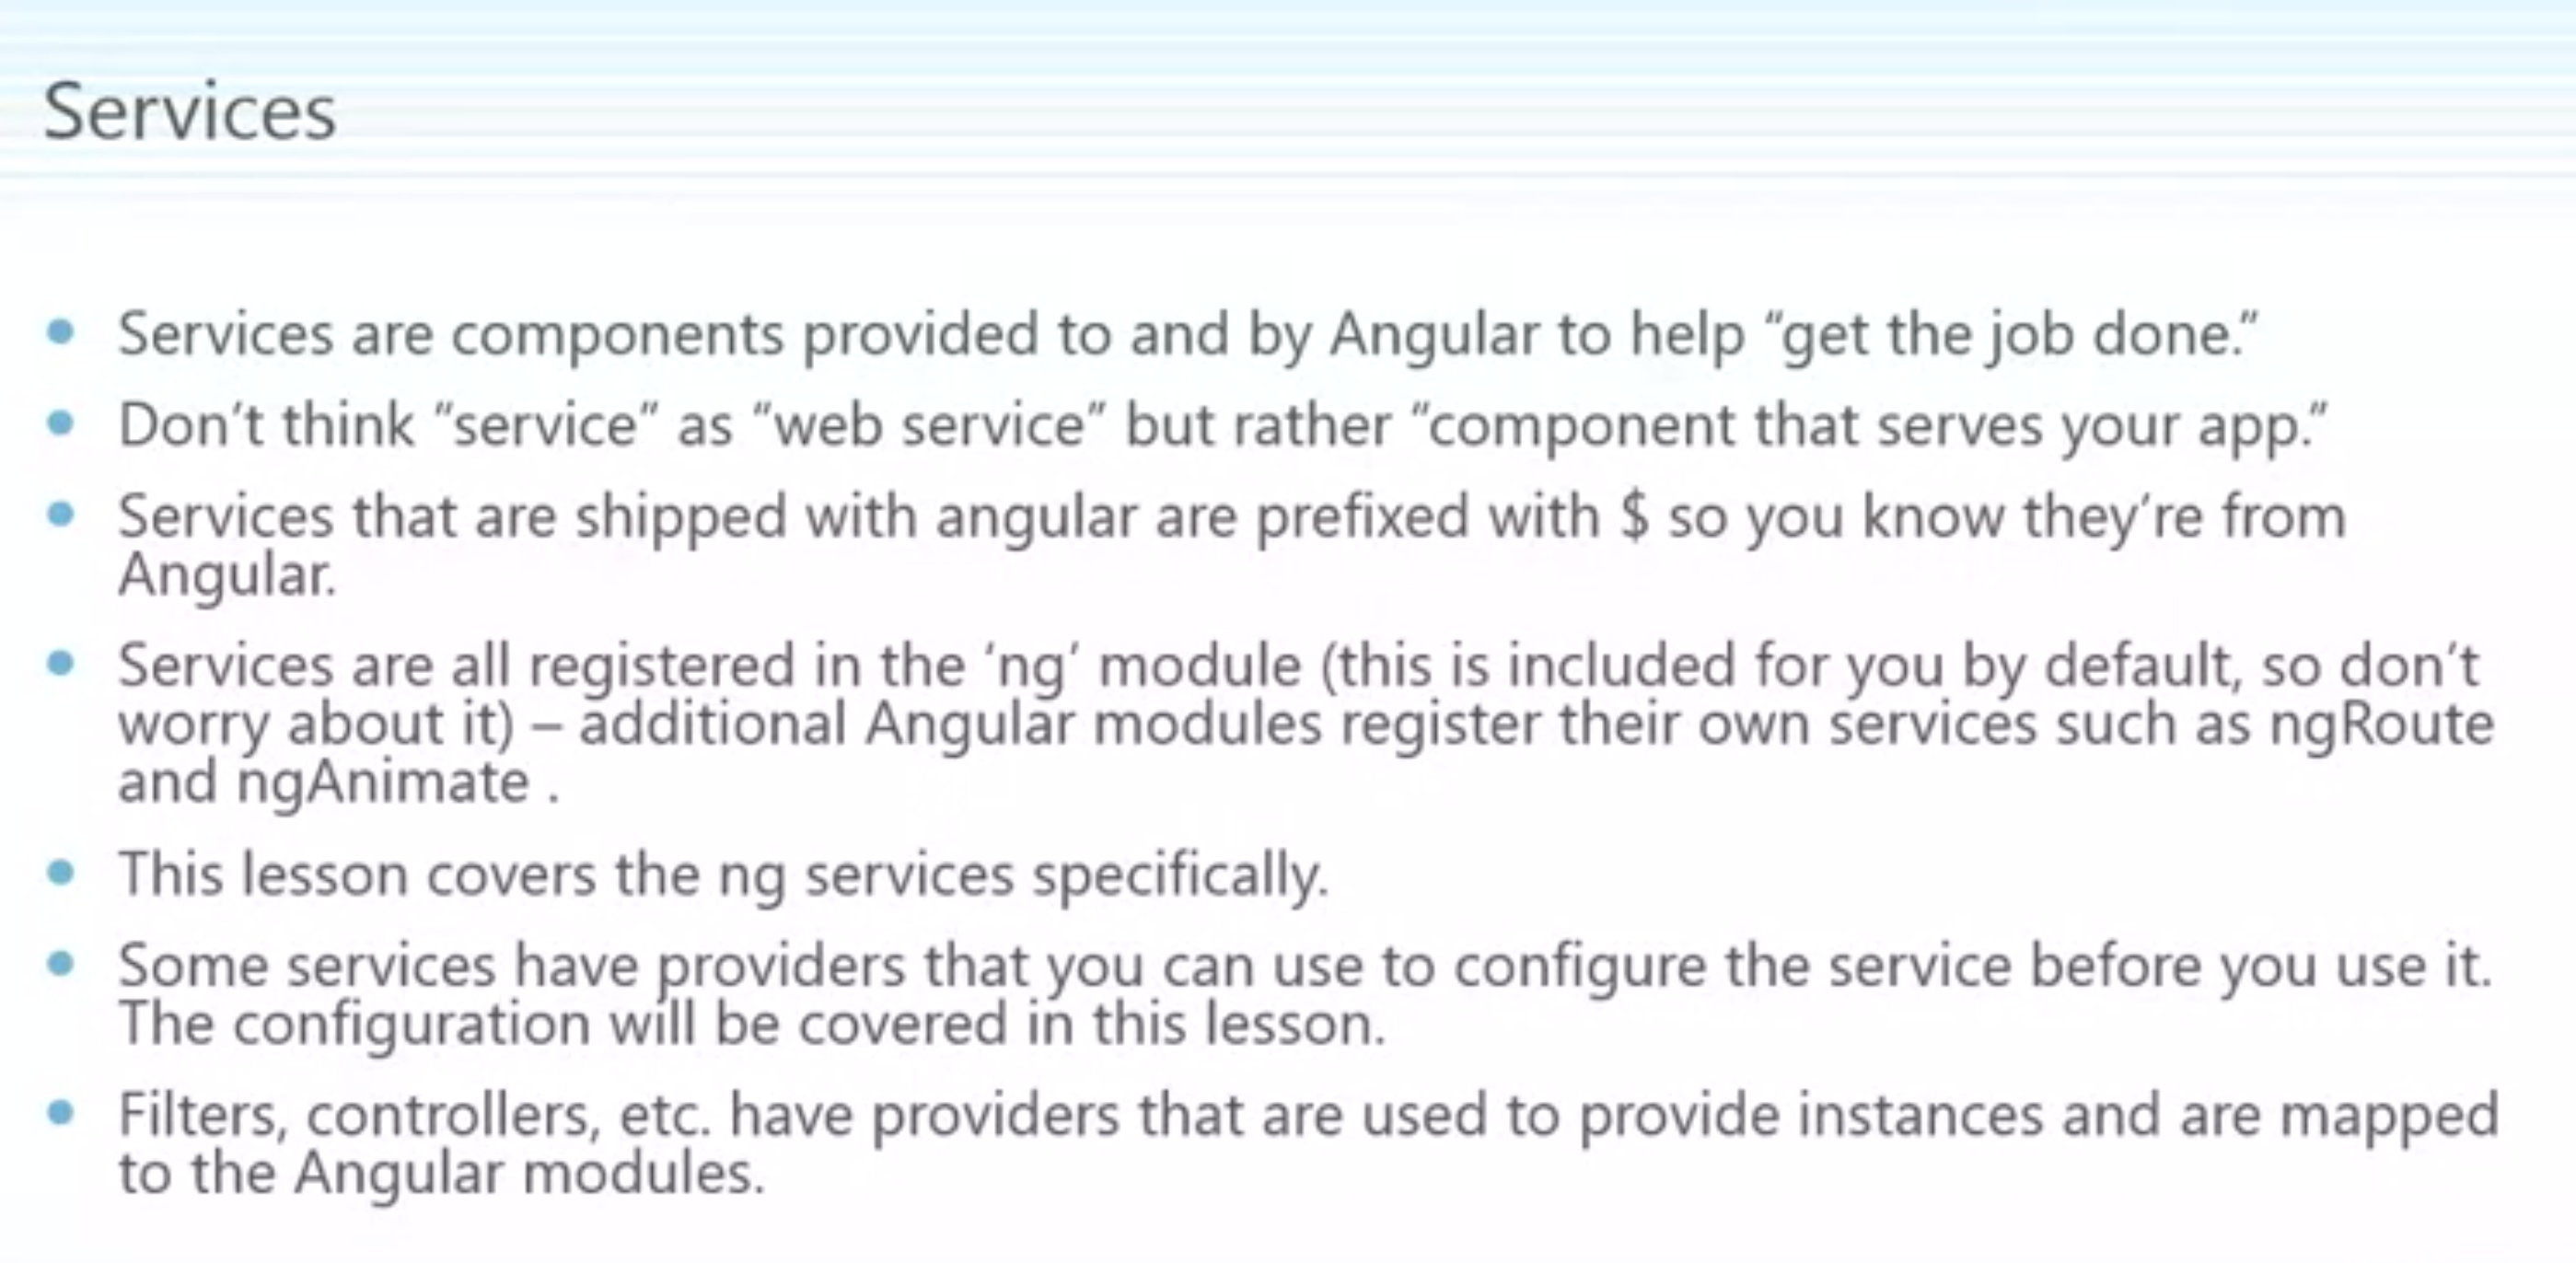 Services
• Services are components provided to and by Angular to help “get the job done.”
• Don’t think “service” as “web service” but rather “component that serves your app.”
• Services that are shipped with angular are prefixed with $ so you know they’re from
Angular.
• Services are all registered in the ‘ng’ module (this is included for you by default, so don’t
worry about it) – additional Angular modules register their own services such as ngRoute
and ngAnimate .
• This lesson covers the ng services specifically.
• Some services have providers that you can use to configure the service before you use it.
The configuration will be covered in this lesson.
• Filters, controllers, etc. have providers that are used to provide instances and are mapped
to the Angular modules.